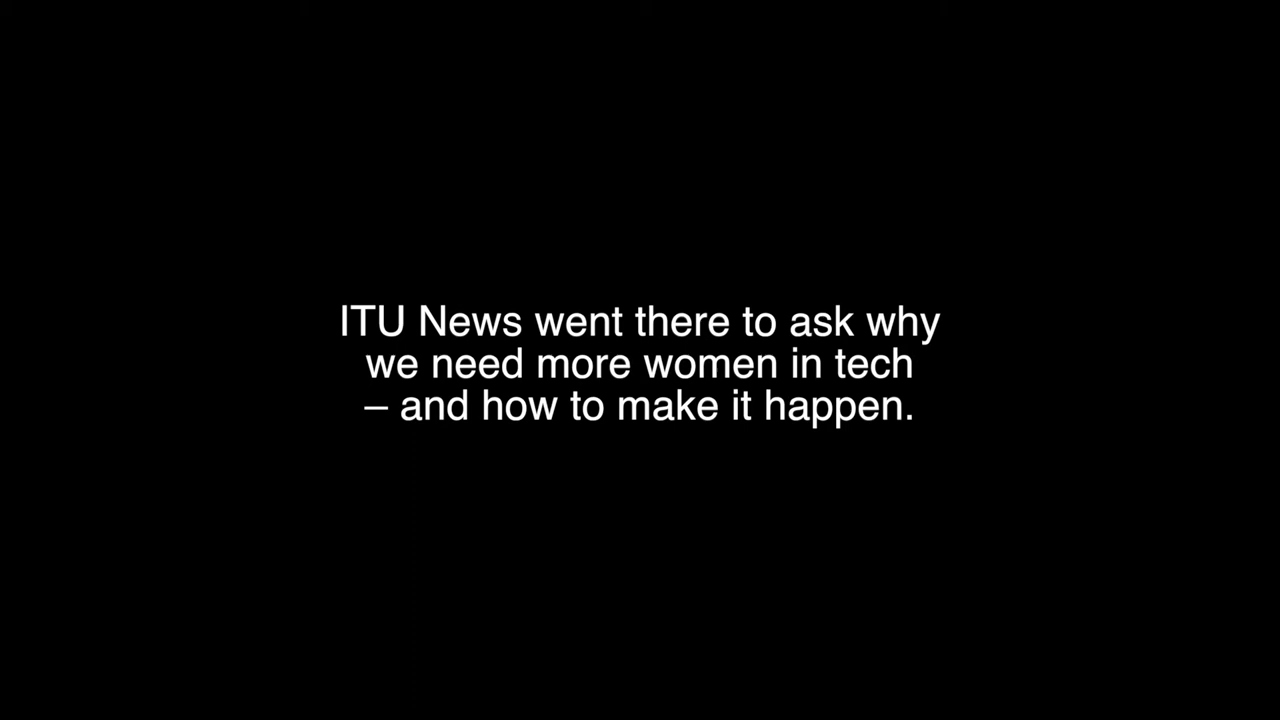 ITU News went there to ask why
we need more women in tech
– and how to make it happen.